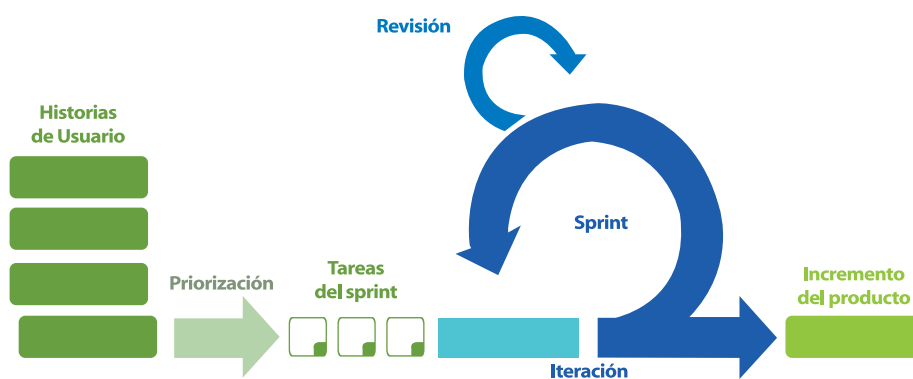 Revisión
Historias
de Usuario
Sprint
Priorización
Tareas
del sprint
Incremento
del producto
Iteración